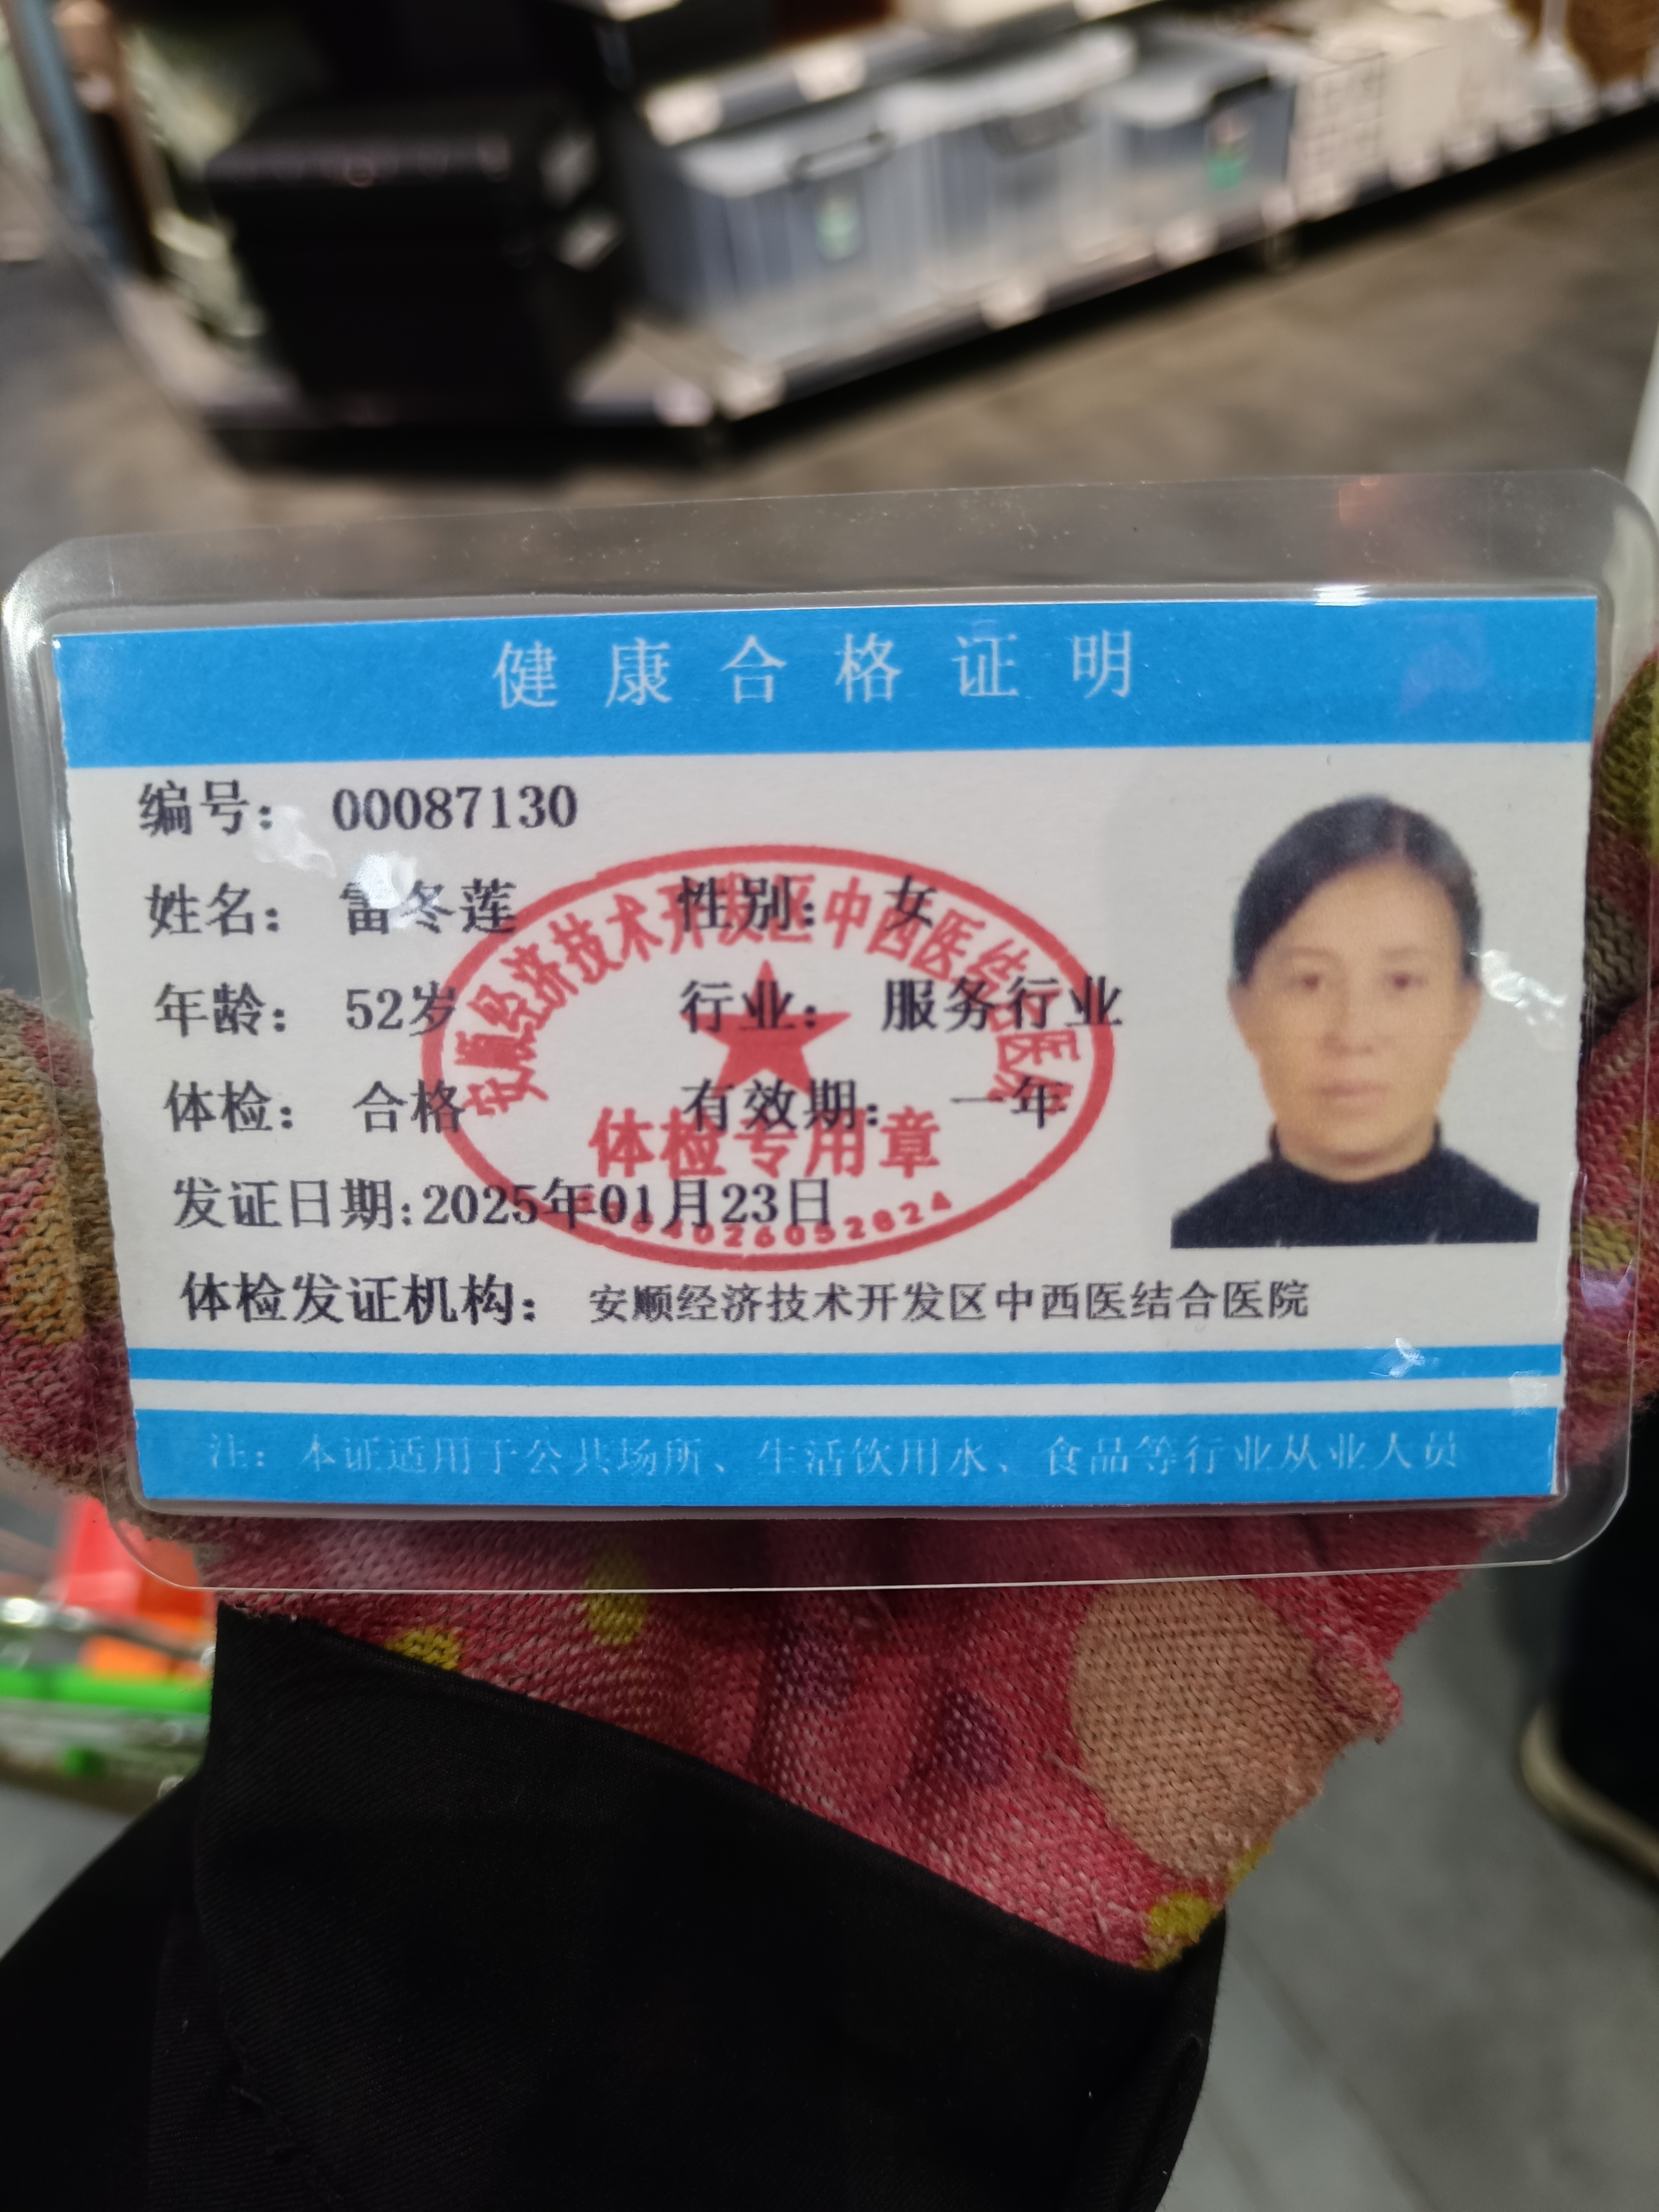 健康合格证明
编号： 00087130
姓名： 雷冬莲 性别： 女
年龄： 52岁 行业： 服务行业
体检： 合格 有效期： 一年
发证日期:2025年01月23日
体检发证机构： 安顺经济技术开发区中西医结合医院
注：本证适用于公共场所、生活饮用水、食品等行业从业人员
安顺经济技术开发区中西医结合医院
体检专用章